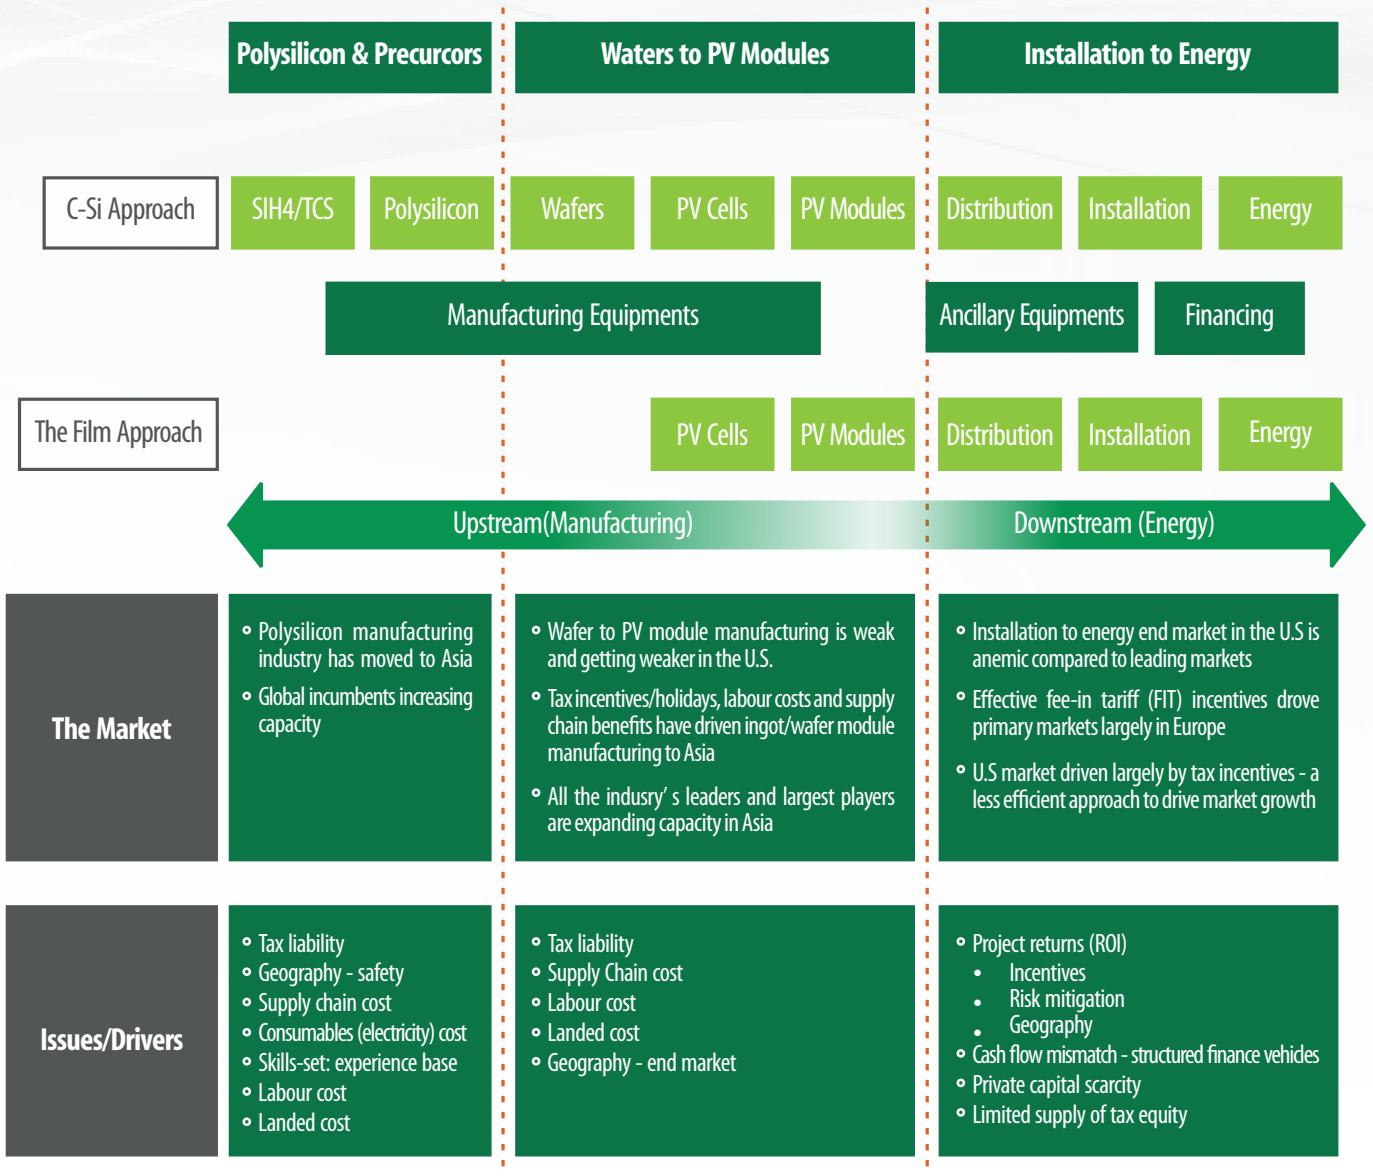 Polysilicon & Precurcors
Waters to PV Modules
Installation to Energy
C-Si Approach
SIH4/TCS
Polysilicon
Wafers
PV Cells
PV Modules
Distribution
Installation
Energy
Manufacturing Equipments
Ancillary Equipments
Financing
The Film Approach
PV Cells
PV Modules
Distribution
Installation
Energy
Upstream(Manufacturing)
Downstream (Energy)
The Market
Polysilicon manufacturing
industry has moved to Asia
Global incumbents increasing
capacity
Wafer to PV module manufacturing is weak
and getting weaker in the U.S.
Tax incentives/holidays, labour costs and supply
chain benefits have driven ingot/wafer module
manufacturing to Asia
All the indusry' s leaders and largest players
are expanding capacity in Asia
Installation to energy end market in the U.S is
anemic compared to leading markets
Effective fee-in tariff (FIT) incentives drove
primary markets largely in Europe
U.S market driven largely by tax incentives - a
less efficient approach to drive market growth
Issues/Drivers
Tax liability
Geography - safety
Supply chain cost
Consumables (electricity) cost
Skills-set: experience base
Labour cost
Landed cost
Tax liability
Supply Chain cost
Labour cost
Landed cost
Geography - end market
Project returns (ROI)
Incentives
Risk mitigation
Geography
Cash flow mismatch - structured finance vehicles
Private capital scarcity
Limited supply of tax equity